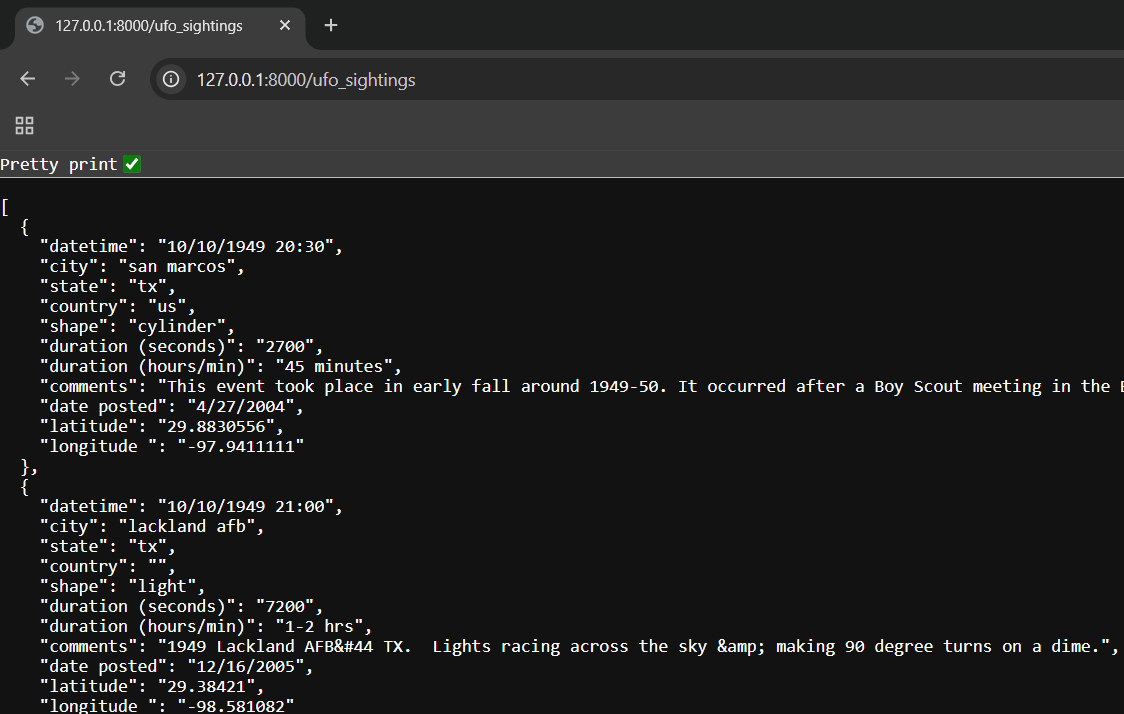 127.0.0.1:8000/ufo_sightings
127.0.0.1:8000/ufo_sightings
Pretty print
[
  {
    "datetime": "10/10/1949 20:30",
    "city": "san marcos",
    "state": "tx",
    "country": "us",
    "shape": "cylinder",
    "duration (seconds)": "2700",
    "duration (hours/min)": "45 minutes",
    "comments": "This event took place in early fall around 1949-50. It occurred after a Boy Scout meeting in the
    "date posted": "4/27/2004",
    "latitude": "29.8830556",
    "longitude ": "-97.9411111"
  },
  {
    "datetime": "10/10/1949 21:00",
    "city": "lackland afb",
    "state": "tx",
    "country": "",
    "shape": "light",
    "duration (seconds)": "7200",
    "duration (hours/min)": "1-2 hrs",
    "comments": "1949 Lackland AFB&#44 TX.  Lights racing across the sky &amp; making 90 degree turns on a dime.",
    "date posted": "12/16/2005",
    "latitude": "29.38421",
    "longitude ": "-98.581082"